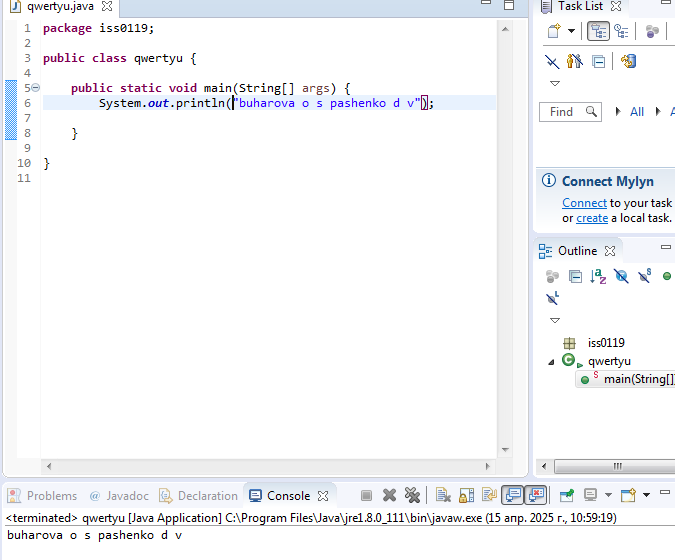 qwertyu.java
Task List
1 package iss0119;
2
3 public class qwertyu {
4
5 public static void main(String[] args) {
6 System.out.println("buharova o s pashenko d v");
7
8 }
9
10 }
11
Find
All
A
Connect Mylyn
Connect to your task
or create a local task.
Outline
iss0119
qwertyu
main(String[]
Problems @ Javadoc Declaration Console
<terminated> qwertyu [Java Application] C:\Program Files\Java\jre1.8.0_111\bin\javaw.exe (15 апр. 2025 г., 10:59:19)
buharova o s pashenko d v